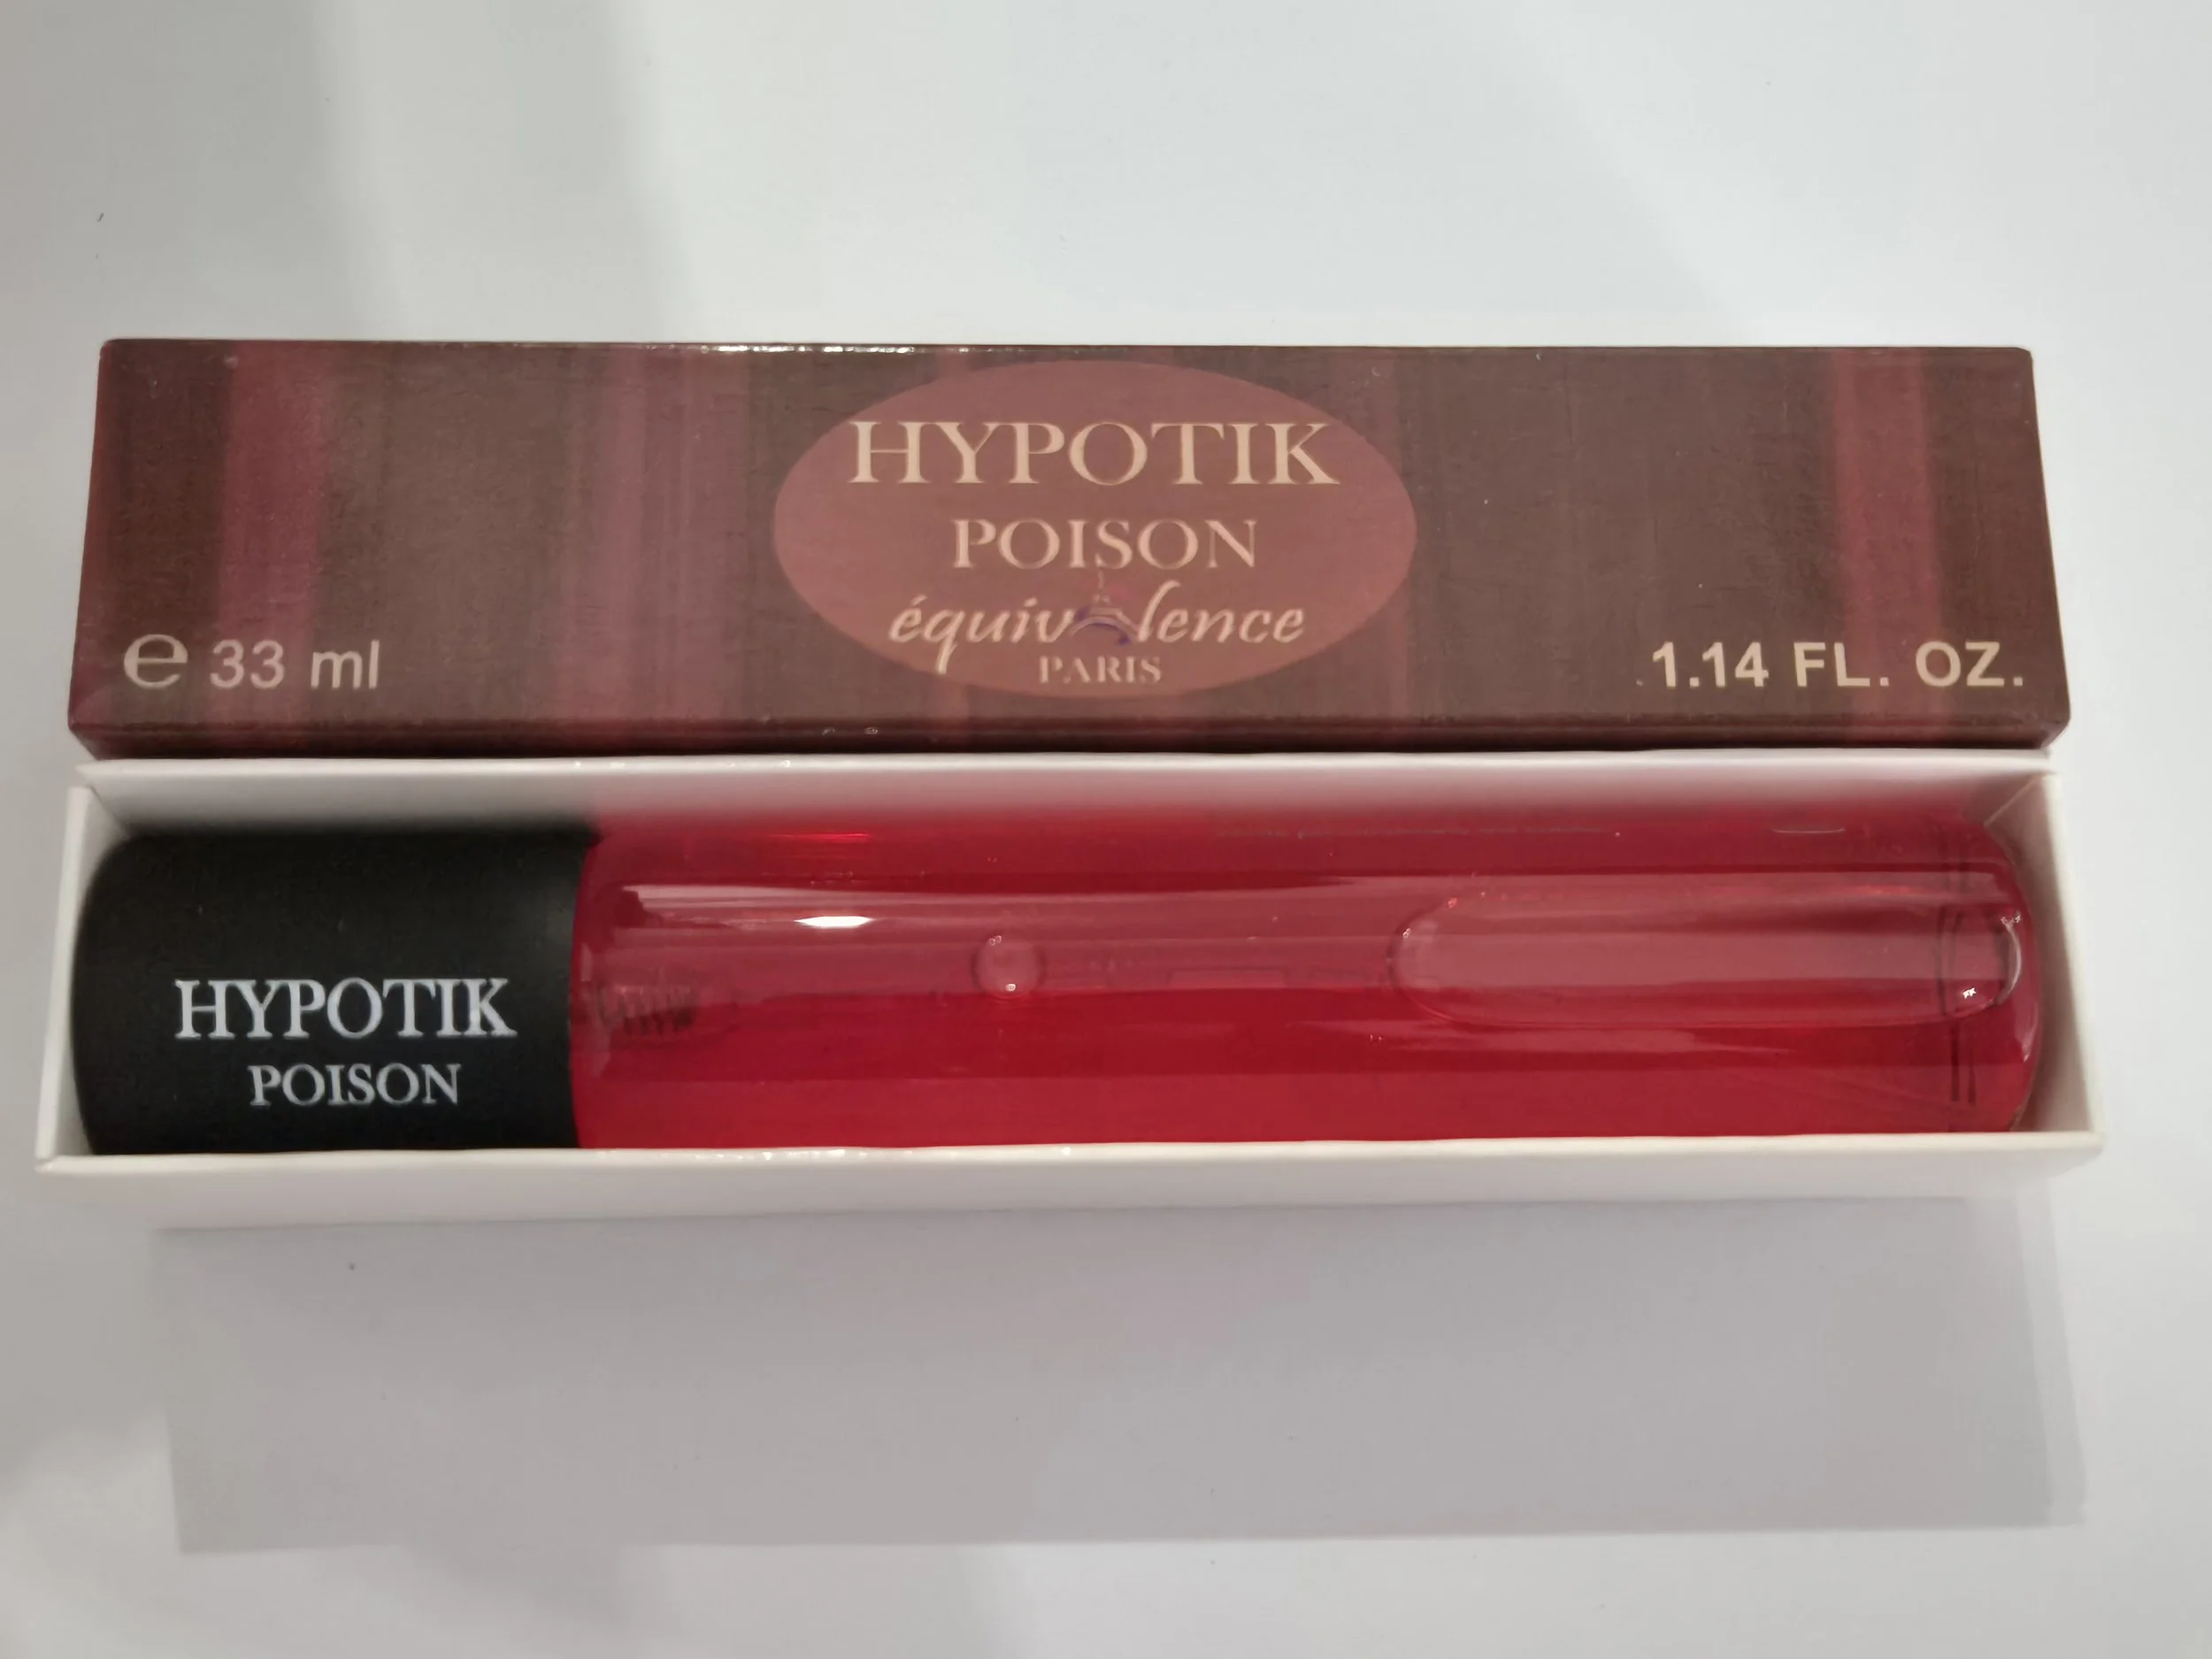 HYPOTIK
POISON
équivalence
PARIS
e 33 ml
1.14 FL. OZ.
HYPOTIK
POISON